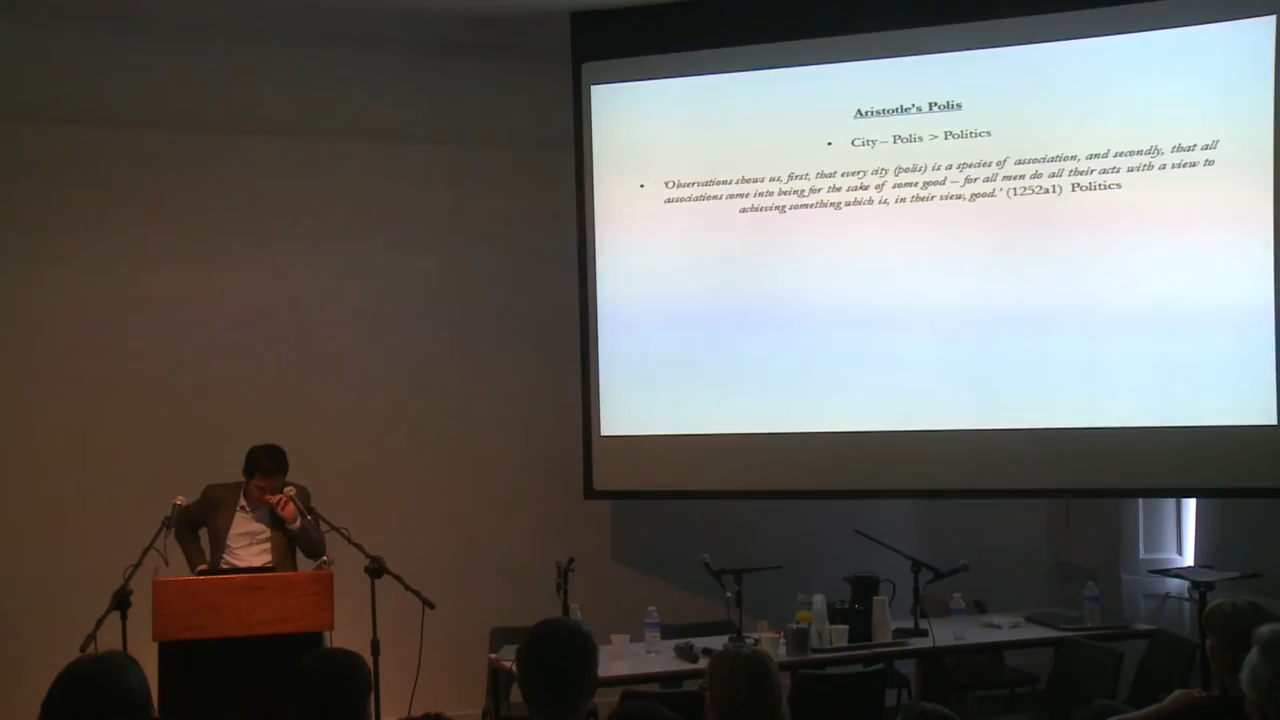 Aristotle's Polis
• City – Polis > Politics
• 'Observations shows us, first, that every city (polis) is a species of association, and secondly, that all
associations come into being for the sake of some good – for all men do all their acts with a view to
achieving something which is, in their view, good.' (1252a1) Politics